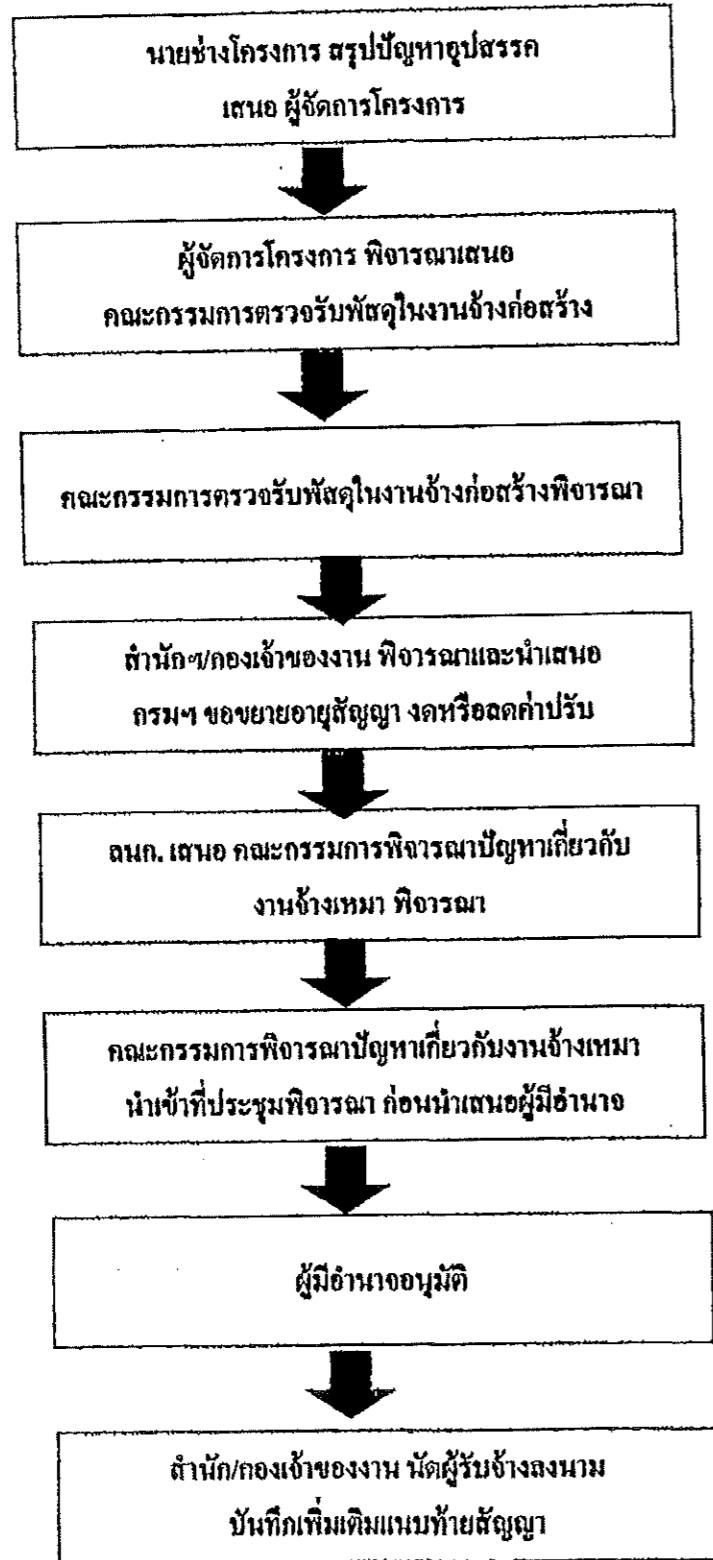 นายช่างโครงการ สรุปปัญหาอุปสรรค
เสนอ ผู้จัดการโครงการ
ผู้จัดการโครงการ พิจารณาเสนอ
คณะกรรมการตรวจรับพัสดุในงานจ้างก่อสร้าง
คณะกรรมการตรวจรับพัสดุในงานจ้างก่อสร้างพิจารณา
สำนักฯ/กองเจ้าของงาน พิจารณาและนำเสนอ
กรมฯ ขอขยายอายุสัญญา งดหรือลดค่าปรับ
ลนก. เสนอ คณะกรรมการพิจารณาปัญหาเกี่ยวกับ
งานจ้างเหมา พิจารณา
คณะกรรมการพิจารณาปัญหาเกี่ยวกับงานจ้างเหมา
นำเข้าที่ประชุมพิจารณา ก่อนนำเสนอผู้มีอำนาจ
ผู้มีอำนาจอนุมัติ
สำนัก/กองเจ้าของงาน นัดผู้รับจ้างลงนาม
บันทึกเพิ่มเติมแนบท้ายสัญญา